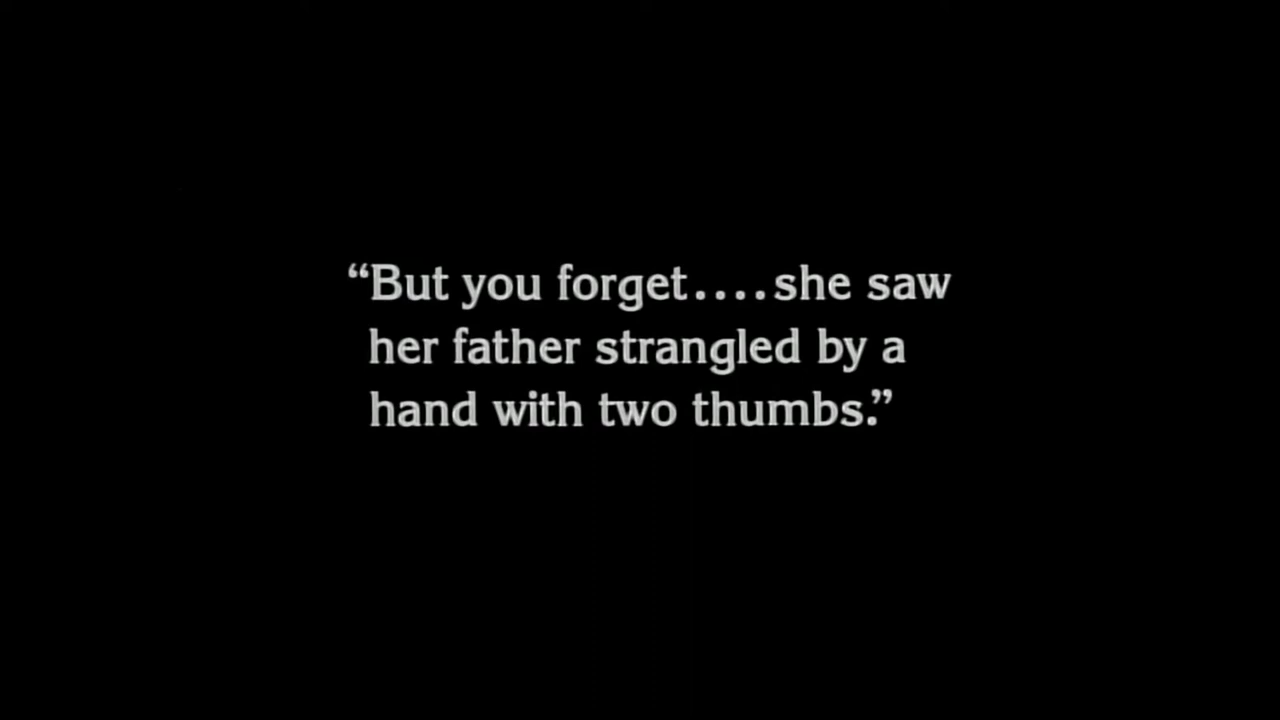 “But you forget....she saw
her father strangled by a
hand with two thumbs.”